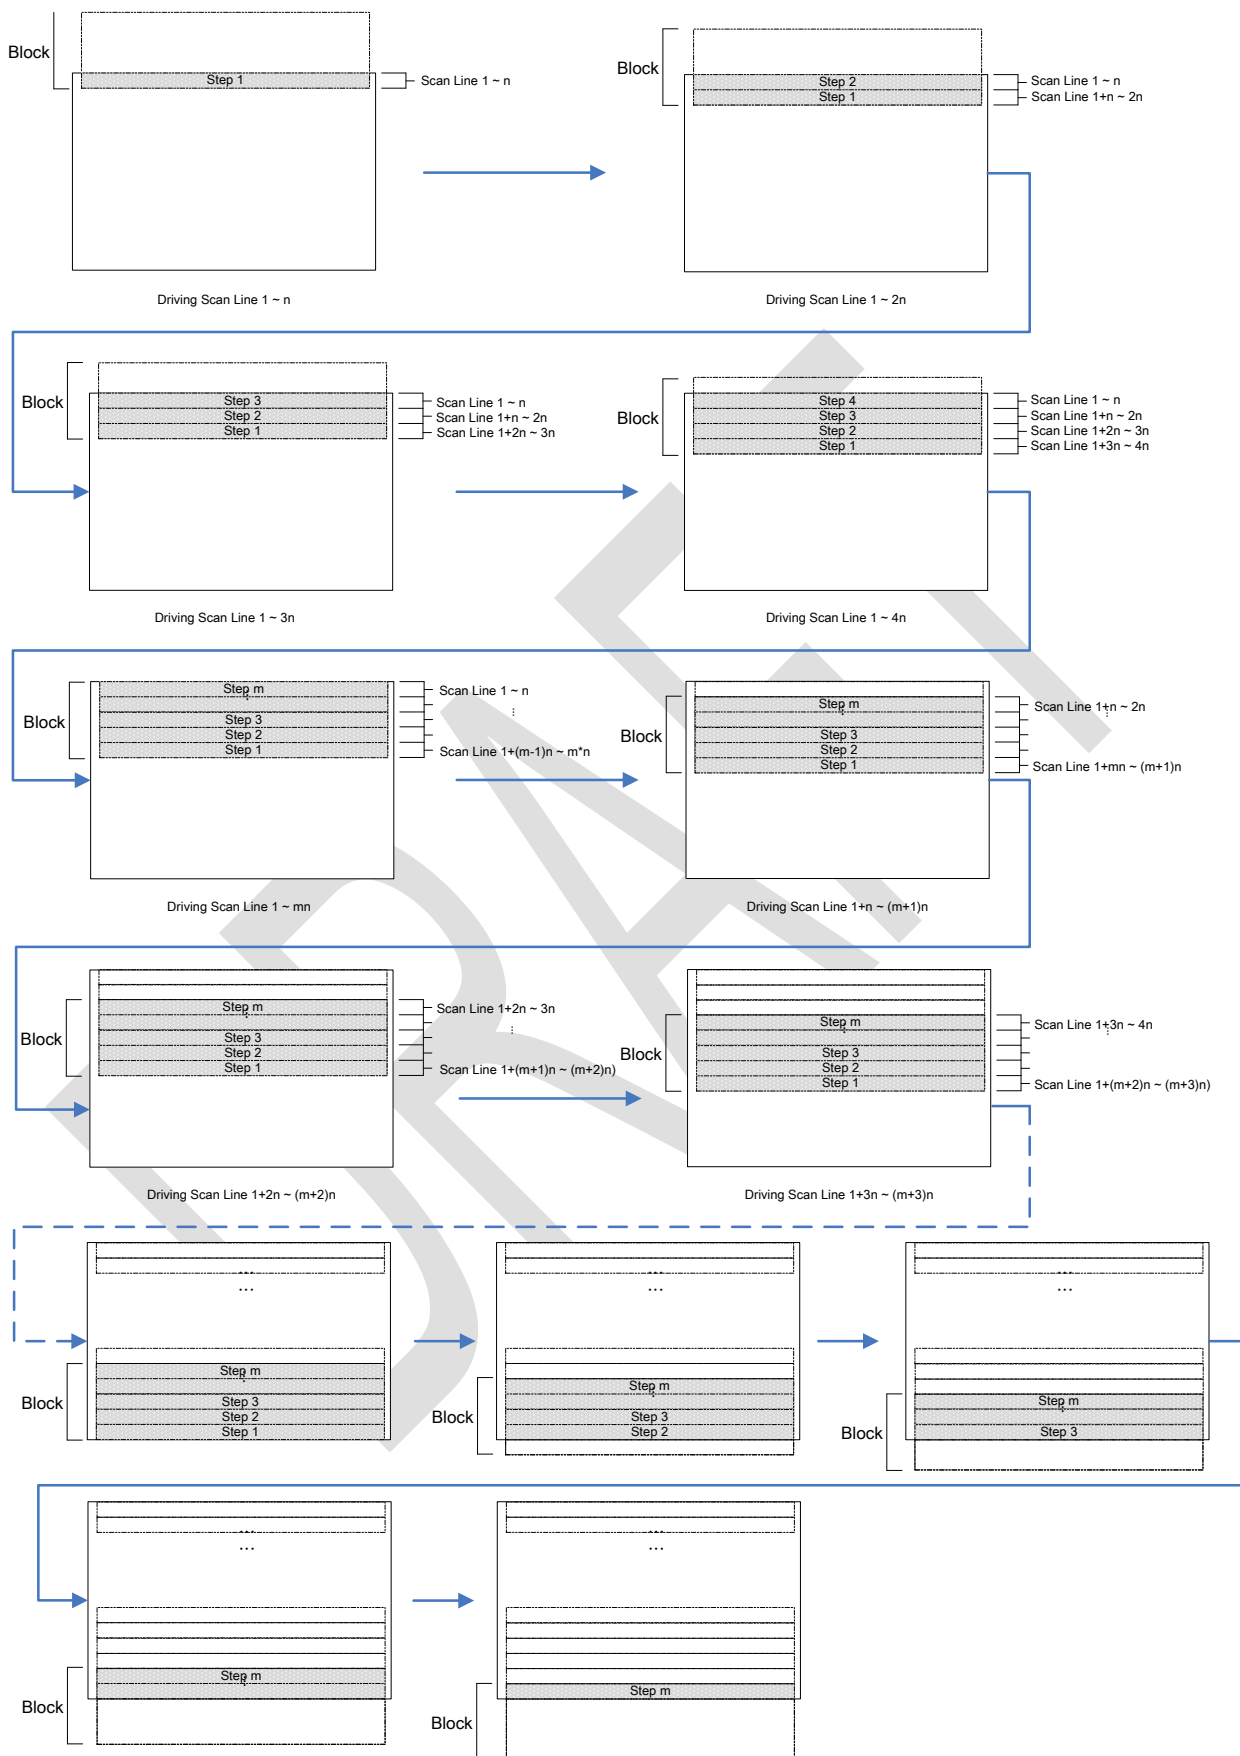 Block
Step 1
Scan Line 1 ~ n
Driving Scan Line 1 ~ n
Block
Step 2
Step 1
Scan Line 1 ~ n
Scan Line 1+n ~ 2n
Driving Scan Line 1 ~ 2n
Block
Step 3
Step 2
Step 1
Scan Line 1 ~ n
Scan Line 1+n ~ 2n
Scan Line 1+2n ~ 3n
Driving Scan Line 1 ~ 3n
Block
Step 4
Step 3
Step 2
Step 1
Scan Line 1 ~ n
Scan Line 1+n ~ 2n
Scan Line 1+2n ~ 3n
Scan Line 1+3n ~ 4n
Driving Scan Line 1 ~ 4n
Block
Step m
⋮
Step 3
Step 2
Step 1
Scan Line 1 ~ n
⋮
Scan Line 1+(m-1)n ~ m*n
Driving Scan Line 1 ~ mn
Block
Step m
⋮
Step 3
Step 2
Step 1
Scan Line 1+n ~ 2n
⋮
Scan Line 1+mn ~ (m+1)n
Driving Scan Line 1+n ~ (m+1)n
Block
Step m
⋮
Step 3
Step 2
Step 1
Scan Line 1+2n ~ 3n
⋮
Scan Line 1+(m+1)n ~ (m+2)n)
Driving Scan Line 1+2n ~ (m+2)n
Block
Step m
⋮
Step 3
Step 2
Step 1
Scan Line 1+3n ~ 4n
⋮
Scan Line 1+(m+2)n ~ (m+3)n)
Driving Scan Line 1+3n ~ (m+3)n
...
...
Block
Step m
⋮
Step 3
Step 2
Step 1
...
...
Block
Step m
⋮
Step 3
Step 2
...
...
Block
Step m
⋮
Step 3
...
...
Block
Step m
⋮
...
...
Block
Step m
DRAFT